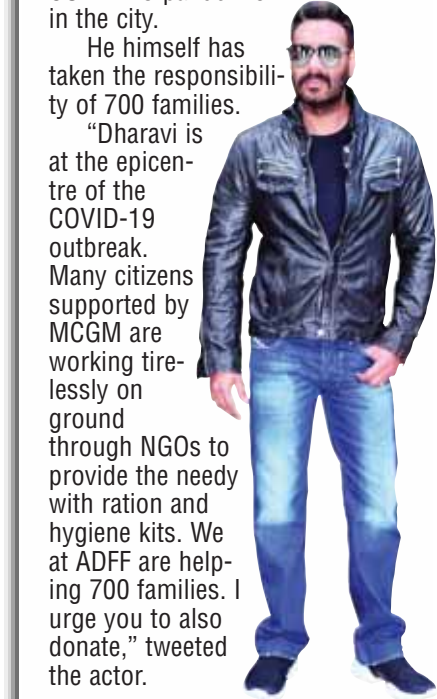 in the city.
He himself has
taken the responsibili-
ty of 700 families.
“Dharavi is
at the epicen-
tre of the
COVID-19
outbreak.
Many citizens
supported by
MCGM are
working tire-
lessly on
ground
through NGOs to
provide the needy
with ration and
hygiene kits. We
at ADFF are help-
ing 700 families. I
urge you to also
donate,” tweeted
the actor.